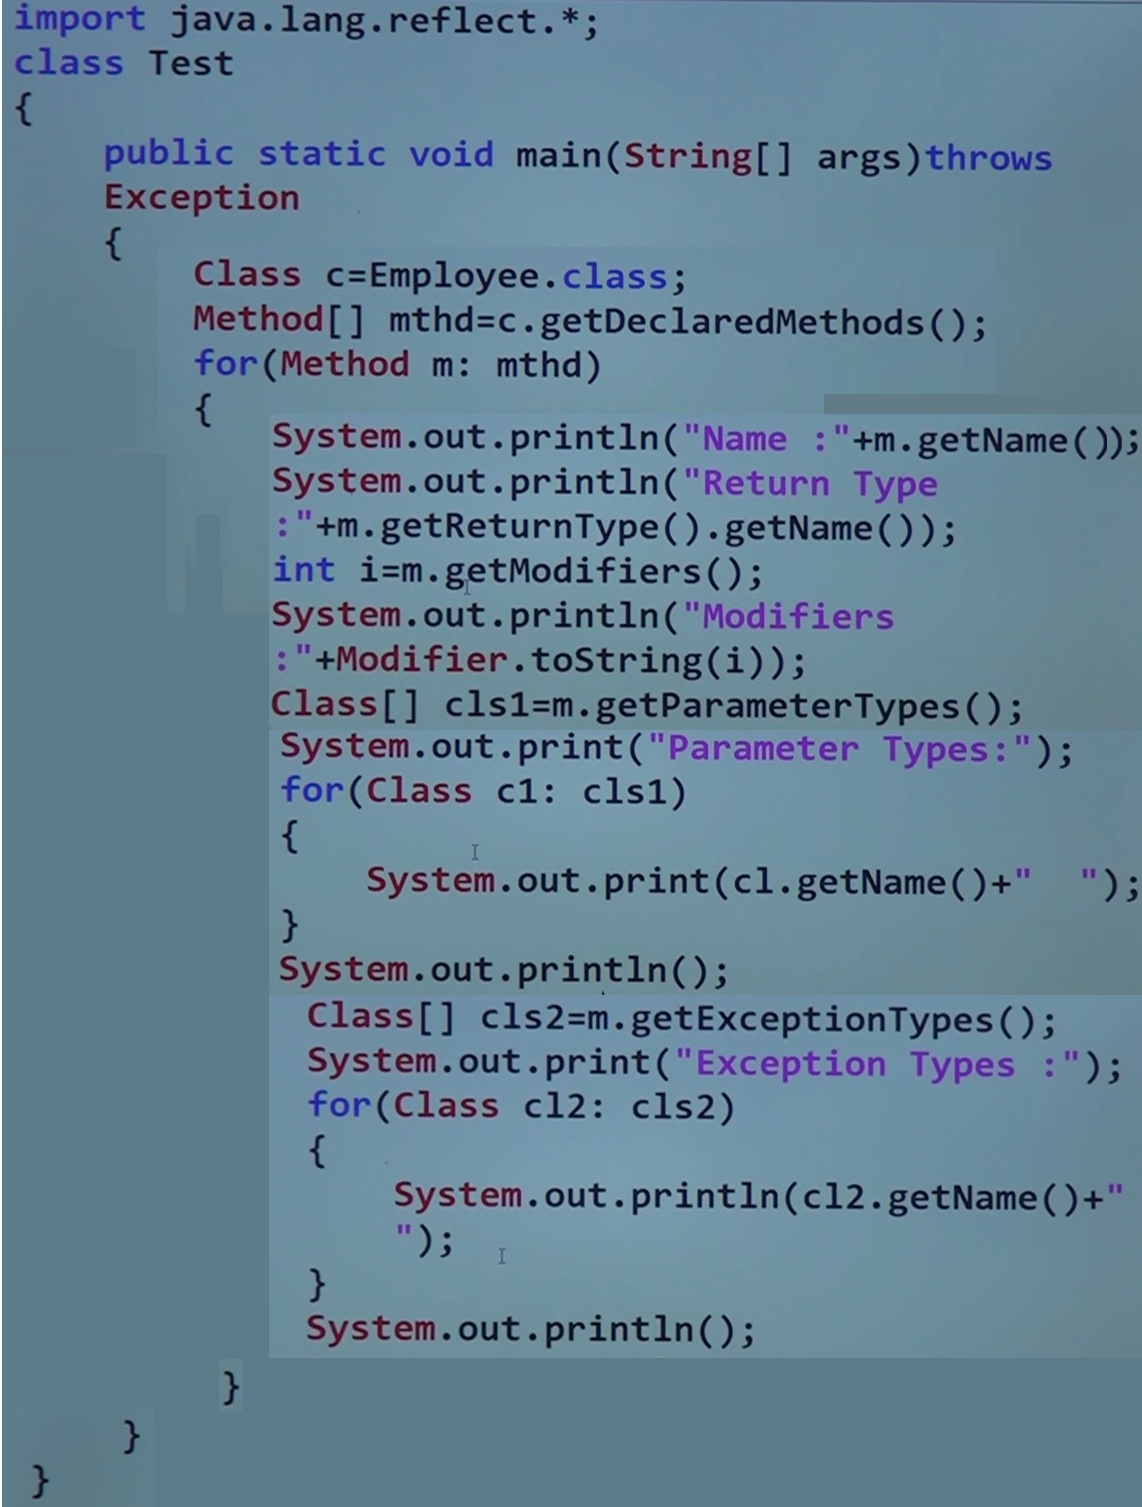 import java.lang.reflect.*;
class Test
{
public static void main(String[] args)throws
Exception
{
Class c=Employee.class;
Method[] mthd=c.getDeclaredMethods();
for(Method m: mthd)
{
System.out.println("Name :"+m.getName());
System.out.println("Return Type
:"+m.getReturnType().getName());
int i=m.getModifiers();
System.out.println("Modifiers
:"+Modifier.toString(i));
Class[] cls1=m.getParameterTypes();
System.out.print("Parameter Types:");
for(Class c1: cls1)
{
System.out.print(cl.getName()+"  ");
}
System.out.println();
Class[] cls2=m.getExceptionTypes();
System.out.print("Exception Types :");
for(Class cl2: cls2)
{
System.out.println(cl2.getName()+"
");
}
System.out.println();
}
}
}